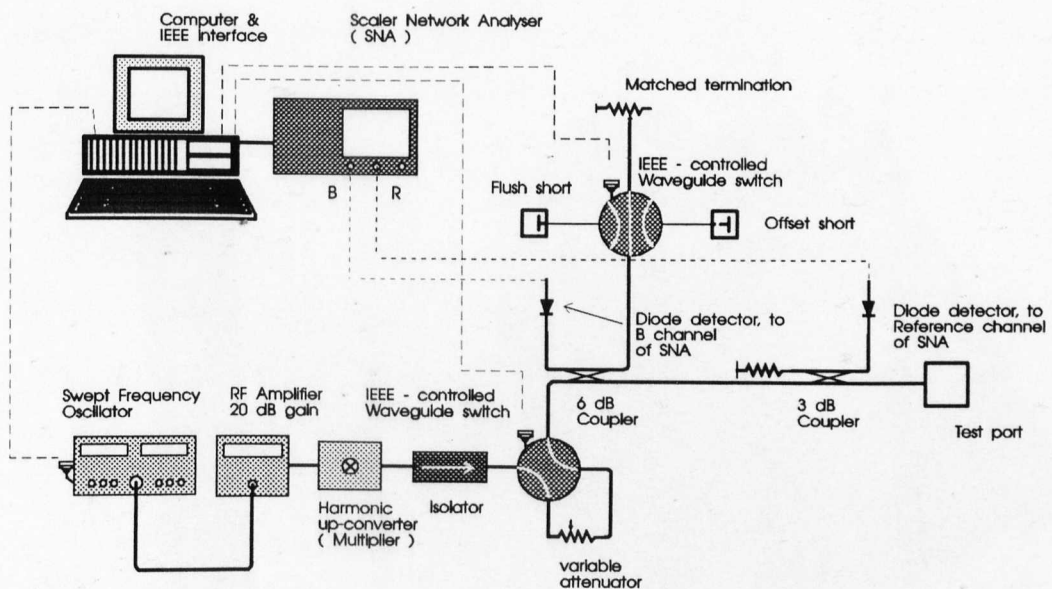 Computer &
IEEE Interface
Scaler Network Analyser
( SNA )
Matched termination
B
R
IEEE - controlled
Waveguide switch
Flush short
Offset short
Diode detector, to
B channel
of SNA
Diode detector, to
Reference channel
of SNA
Swept Frequency
Oscillator
RF Amplifier
20 dB gain
IEEE - controlled
Waveguide switch
6 dB
Coupler
3 dB
Coupler
Test port
Harmonic
up-converter
( Multiplier )
Isolator
variable
attenuator